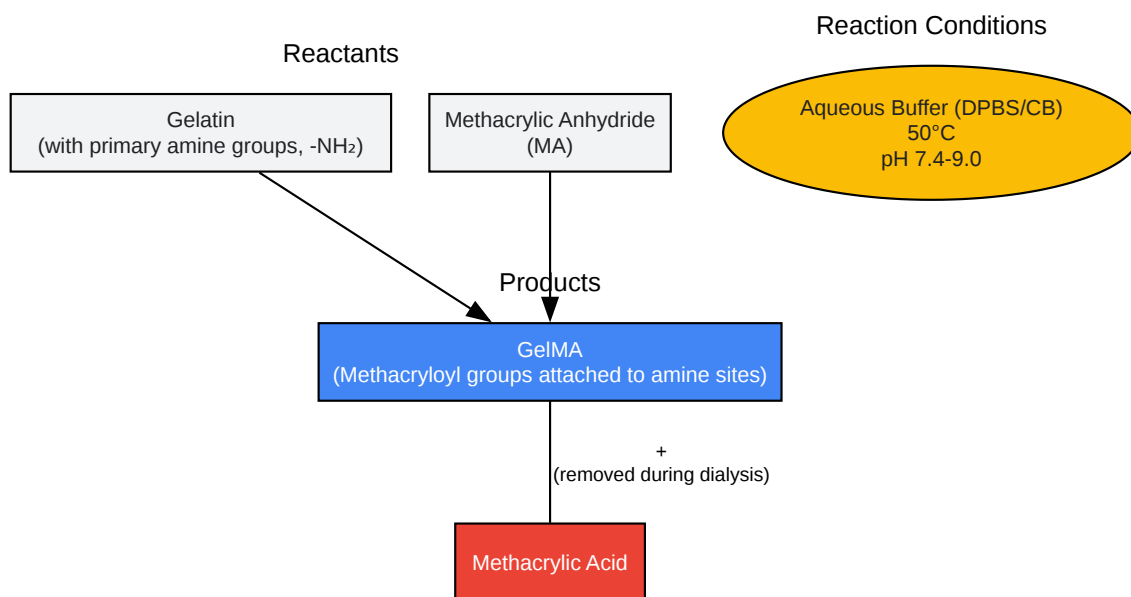 Reaction Conditions
Reactants
Gelatin
(with primary amine groups, -NH₂)
Methacrylic Anhydride
(MA)
Aqueous Buffer (DPBS/CB)
50°C
pH 7.4-9.0
Products
GelMA
(Methacryloyl groups attached to amine sites)
+
(removed during dialysis)
Methacrylic Acid